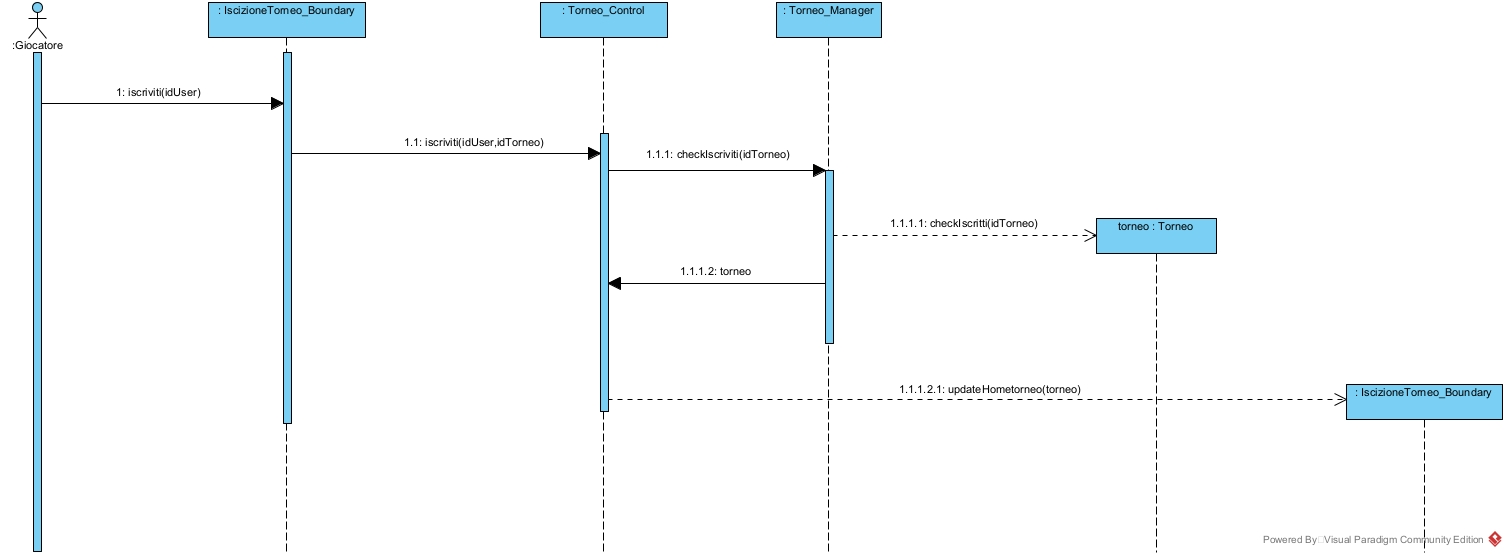 : IscizioneTorneo_Boundary
: Torneo_Control
: Torneo_Manager
:Giocatore
1: iscriviti(idUser)
1.1: iscriviti(idUser,idTorneo)
1.1.1: checkIscriviti(idTorneo)
1.1.1.1: checkIscritti(idTorneo)
torneo : Torneo
1.1.1.2: torneo
1.1.1.2.1: updateHometorneo(torneo)
: IscizioneTorneo_Boundary
Powered By Visual Paradigm Community Edition